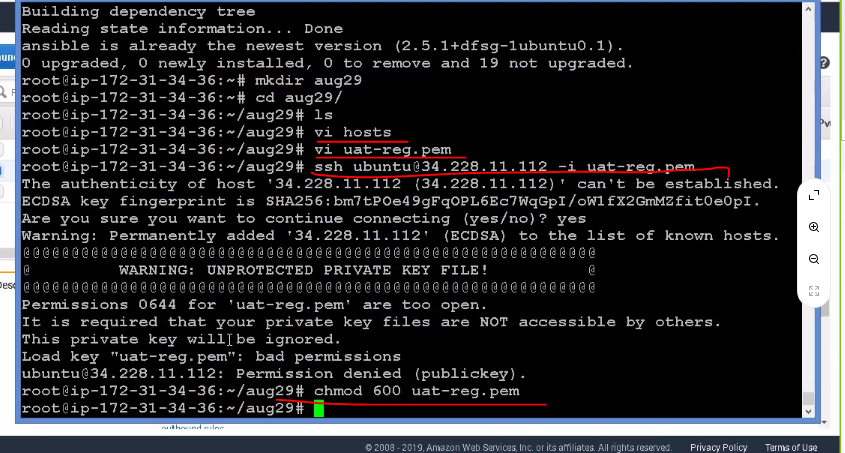 Building dependency tree
Reading state information... Done
ansible is already the newest version (2.5.1+dfsg-1ubuntu0.1).
0 upgraded, 0 newly installed, 0 to remove and 19 not upgraded.
root@ip-172-31-34-36:~# mkdir aug29
root@ip-172-31-34-36:~# cd aug29/
root@ip-172-31-34-36:~/aug29# ls
root@ip-172-31-34-36:~/aug29# vi hosts
root@ip-172-31-34-36:~/aug29# vi uat-reg.pem
root@ip-172-31-34-36:~/aug29# ssh ubuntu@34.228.11.112 -i uat-reg.pem
The authenticity of host '34.228.11.112 (34.228.11.112)' can't be established.
ECDSA key fingerprint is SHA256:bm7tPOe49gFqOPL6Ec7WqGpI/oW1fX2GmMZfit0e0pI.
Are you sure you want to continue connecting (yes/no)? yes
Warning: Permanently added '34.228.11.112' (ECDSA) to the list of known hosts.
@@@@@@@@@@@@@@@@@@@@@@@@@@@@@@@@@@@@@@@@@@@@@@@@@@@@@@@@@@@
@         WARNING: UNPROTECTED PRIVATE KEY FILE!          @
@@@@@@@@@@@@@@@@@@@@@@@@@@@@@@@@@@@@@@@@@@@@@@@@@@@@@@@@@@@
Permissions 0644 for 'uat-reg.pem' are too open.
It is required that your private key files are NOT accessible by others.
This private key will be ignored.
Load key "uat-reg.pem": bad permissions
ubuntu@34.228.11.112: Permission denied (publickey).
root@ip-172-31-34-36:~/aug29# chmod 600 uat-reg.pem
root@ip-172-31-34-36:~/aug29#
outbound rules
© 2008 - 2019, Amazon Web Services, Inc. or its affiliates. All rights reserved. Privacy Policy Terms of Use